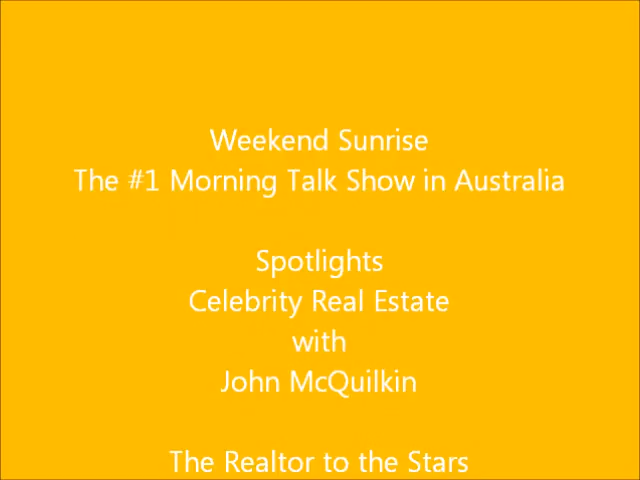 Weekend Sunrise
The #1 Morning Talk Show in Australia
Spotlights
Celebrity Real Estate
with
John McQuilkin
The Realtor to the Stars